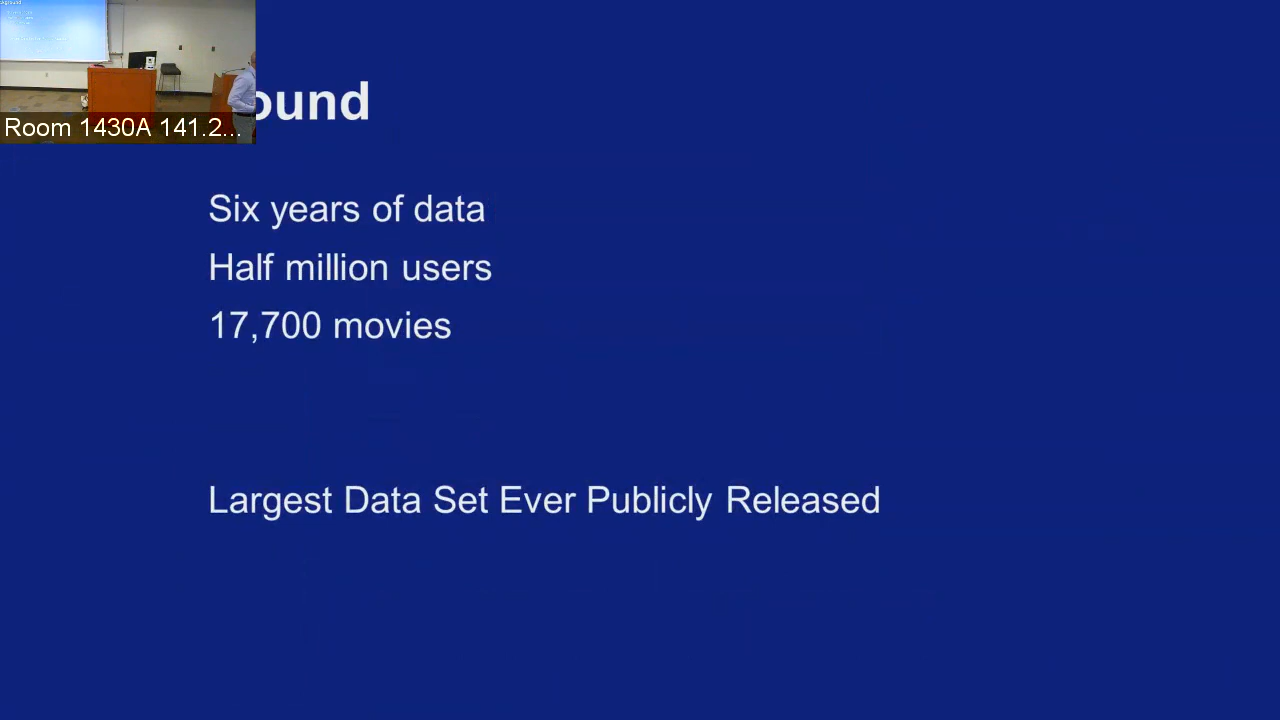 ound
Room 1430A 141.2...
Six years of data
Half million users
17,700 movies
Largest Data Set Ever Publicly Released